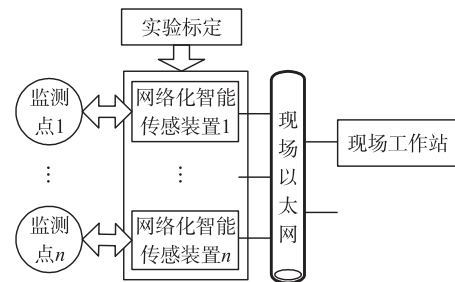 实验标定
监测
点1
网络化智能
传感装置1
⋮
⋮
监测
点n
网络化智能
传感装置n
现场以太网
现场工作站